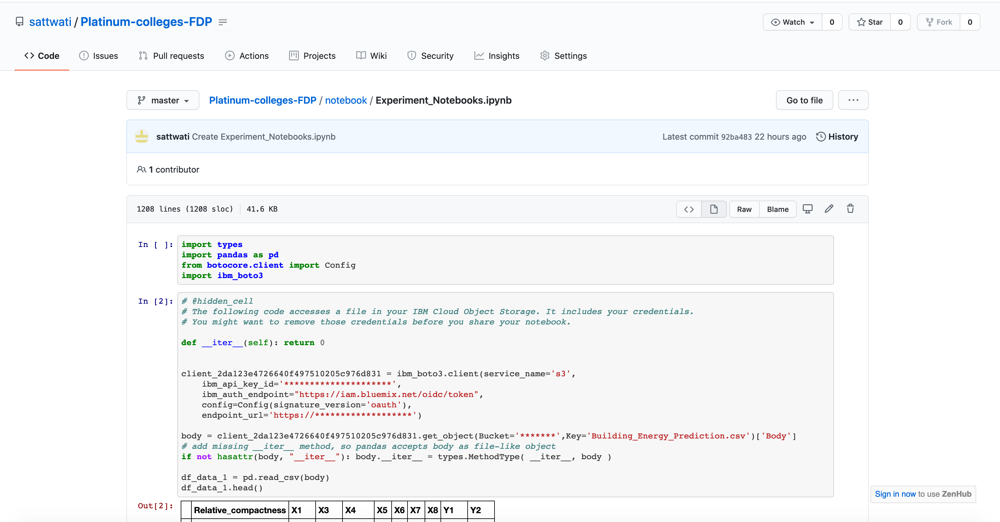 sattwati / Platinum-colleges-FDP
Watch 0 Star 0 Fork 0
Code Issues Pull requests Actions Projects Wiki Security Insights Settings
master Platinum-colleges-FDP / notebook / Experiment_Notebooks.ipynb Go to file ...
sattwati Create Experiment_Notebooks.ipynb Latest commit 92ba483 22 hours ago History
1 contributor
1208 lines (1208 sloc) 41.6 KB <> Raw Blame
In [ ]: import types
import pandas as pd
from botocore.client import Config
import ibm_boto3
In [2]: # @hidden_cell
# The following code accesses a file in your IBM Cloud Object Storage. It includes your credentials.
# You might want to remove those credentials before you share your notebook.
def __iter__(self): return 0
client_2da123e4726640f497510205c976d831 = ibm_boto3.client(service_name='s3',
ibm_api_key_id='*********************',
ibm_auth_endpoint="https://iam.bluemix.net/oidc/token",
config=Config(signature_version='oauth'),
endpoint_url='https://*******************')
body = client_2da123e4726640f497510205c976d831.get_object(Bucket='*******',Key='Building_Energy_Prediction.csv')['Body']
# add missing __iter__ method, so pandas accepts body as file-like object
if not hasattr(body, "__iter__"): body.__iter__ = types.MethodType( __iter__, body )
df_data_1 = pd.read_csv(body)
df_data_1.head()
Sign in now to use ZenHub
Out[2]: Relative_compactness X1 X3 X4 X5 X6 X7 X8 Y1 Y2